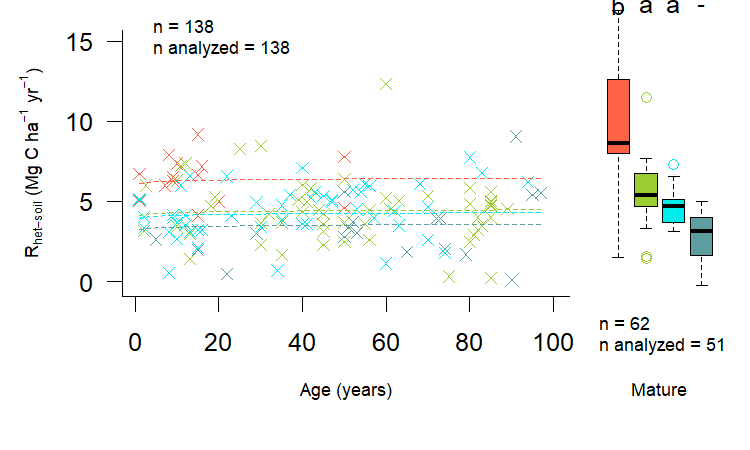 n = 138
n analyzed = 138
15
10
5
0
R het−soil (Mg C ha−1 yr−1)
0 20 40 60 80 100
Age (years)
b a a -
n = 62
n analyzed = 51
Mature